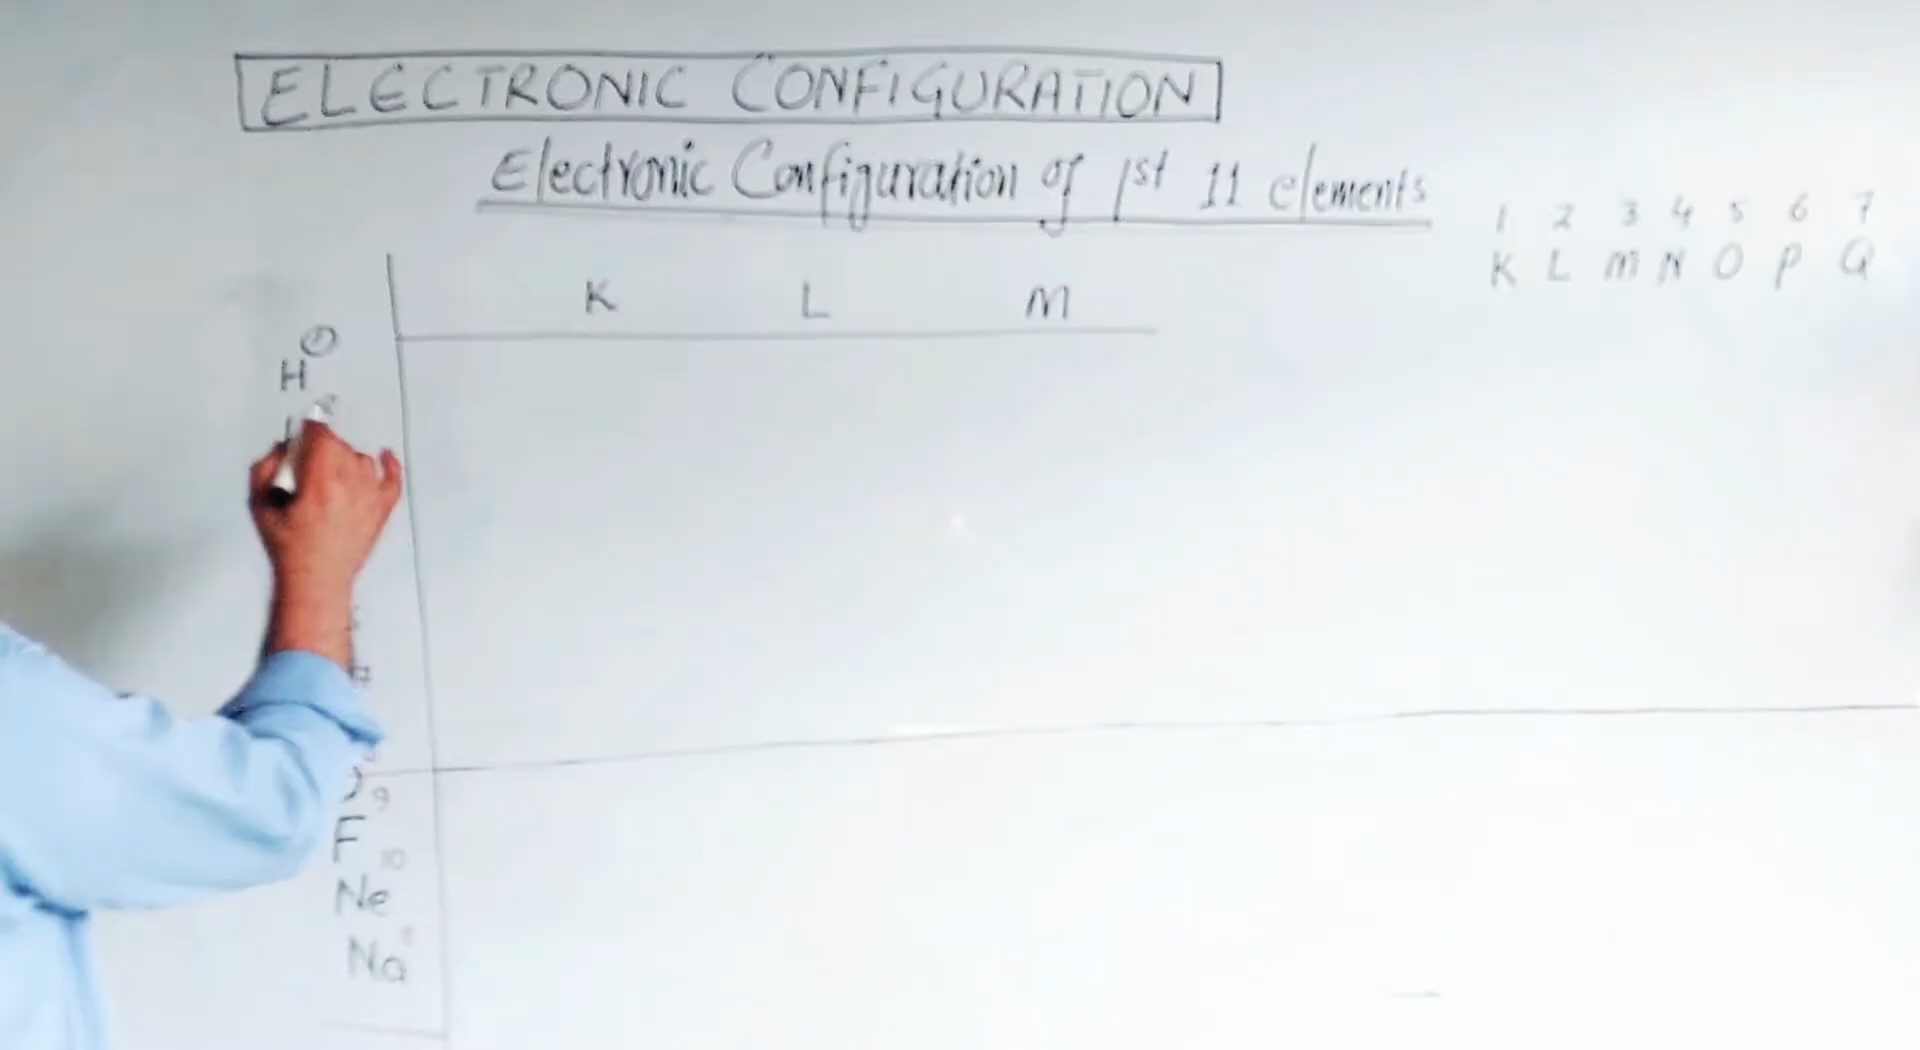 ELECTRONIC CONFIGURATION
Electronic Configuration of 1st 11 elements
1 2 3 4 5 6 7
K L M N O P Q
K L M
1
H
9
F
10
Ne
Na